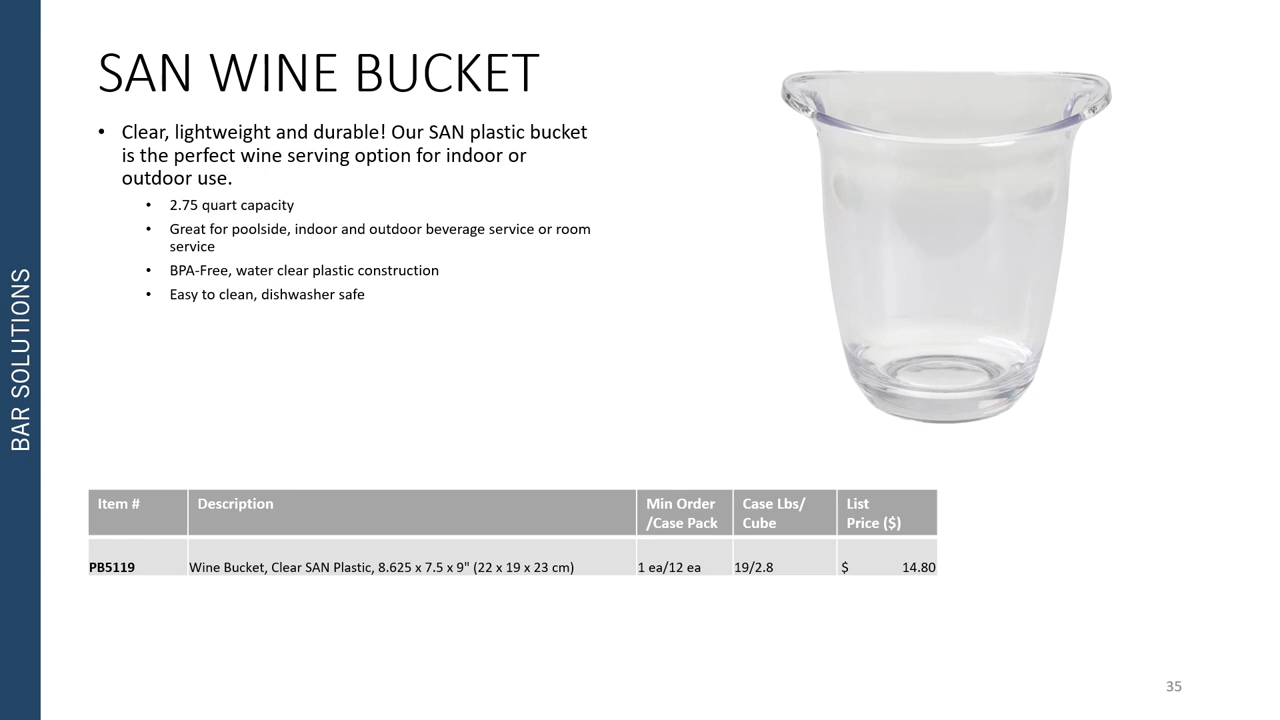 BAR SOLUTIONS
SAN WINE BUCKET
• Clear, lightweight and durable! Our SAN plastic bucket
is the perfect wine serving option for indoor or
outdoor use.
• 2.75 quart capacity
• Great for poolside, indoor and outdoor beverage service or room
service
• BPA-Free, water clear plastic construction
• Easy to clean, dishwasher safe
Item # Description Min Order /Case Pack Case Lbs/ Cube List Price ($)
PB5119 Wine Bucket, Clear SAN Plastic, 8.625 x 7.5 x 9" (22 x 19 x 23 cm) 1 ea/12 ea 19/2.8 $ 14.80
35